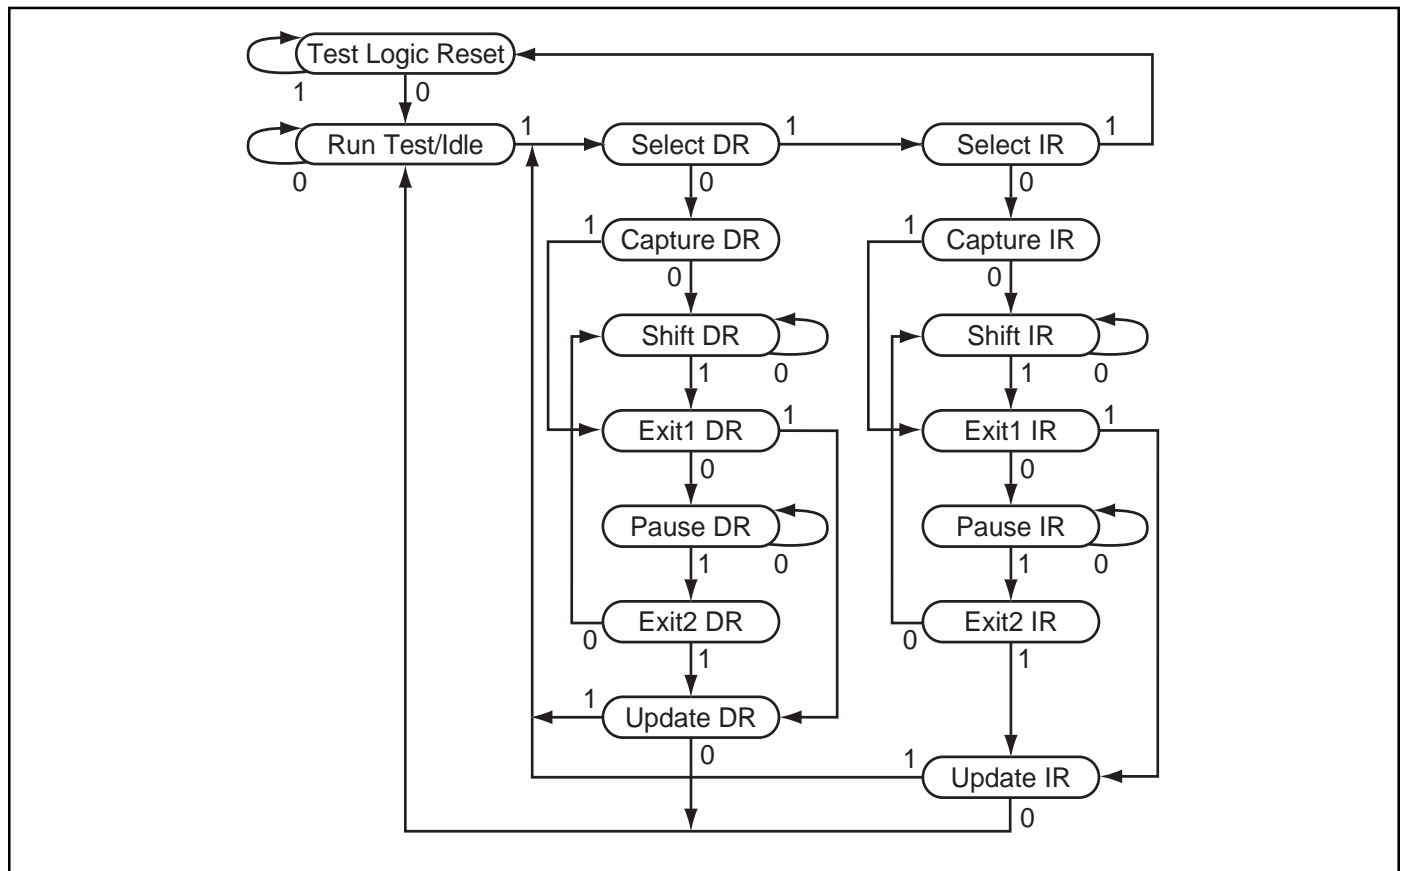 Test Logic Reset
1 0
Run Test/Idle 1 Select DR 1 Select IR 1
0 0 0
1 Capture DR 1 Capture IR
0 0
Shift DR Shift IR
1 0 1 0
Exit1 DR 1 Exit1 IR 1
0 0
Pause DR Pause IR
1 0 1 0
Exit2 DR Exit2 IR
0 1 0 1
1 Update DR
0 1 Update IR
0